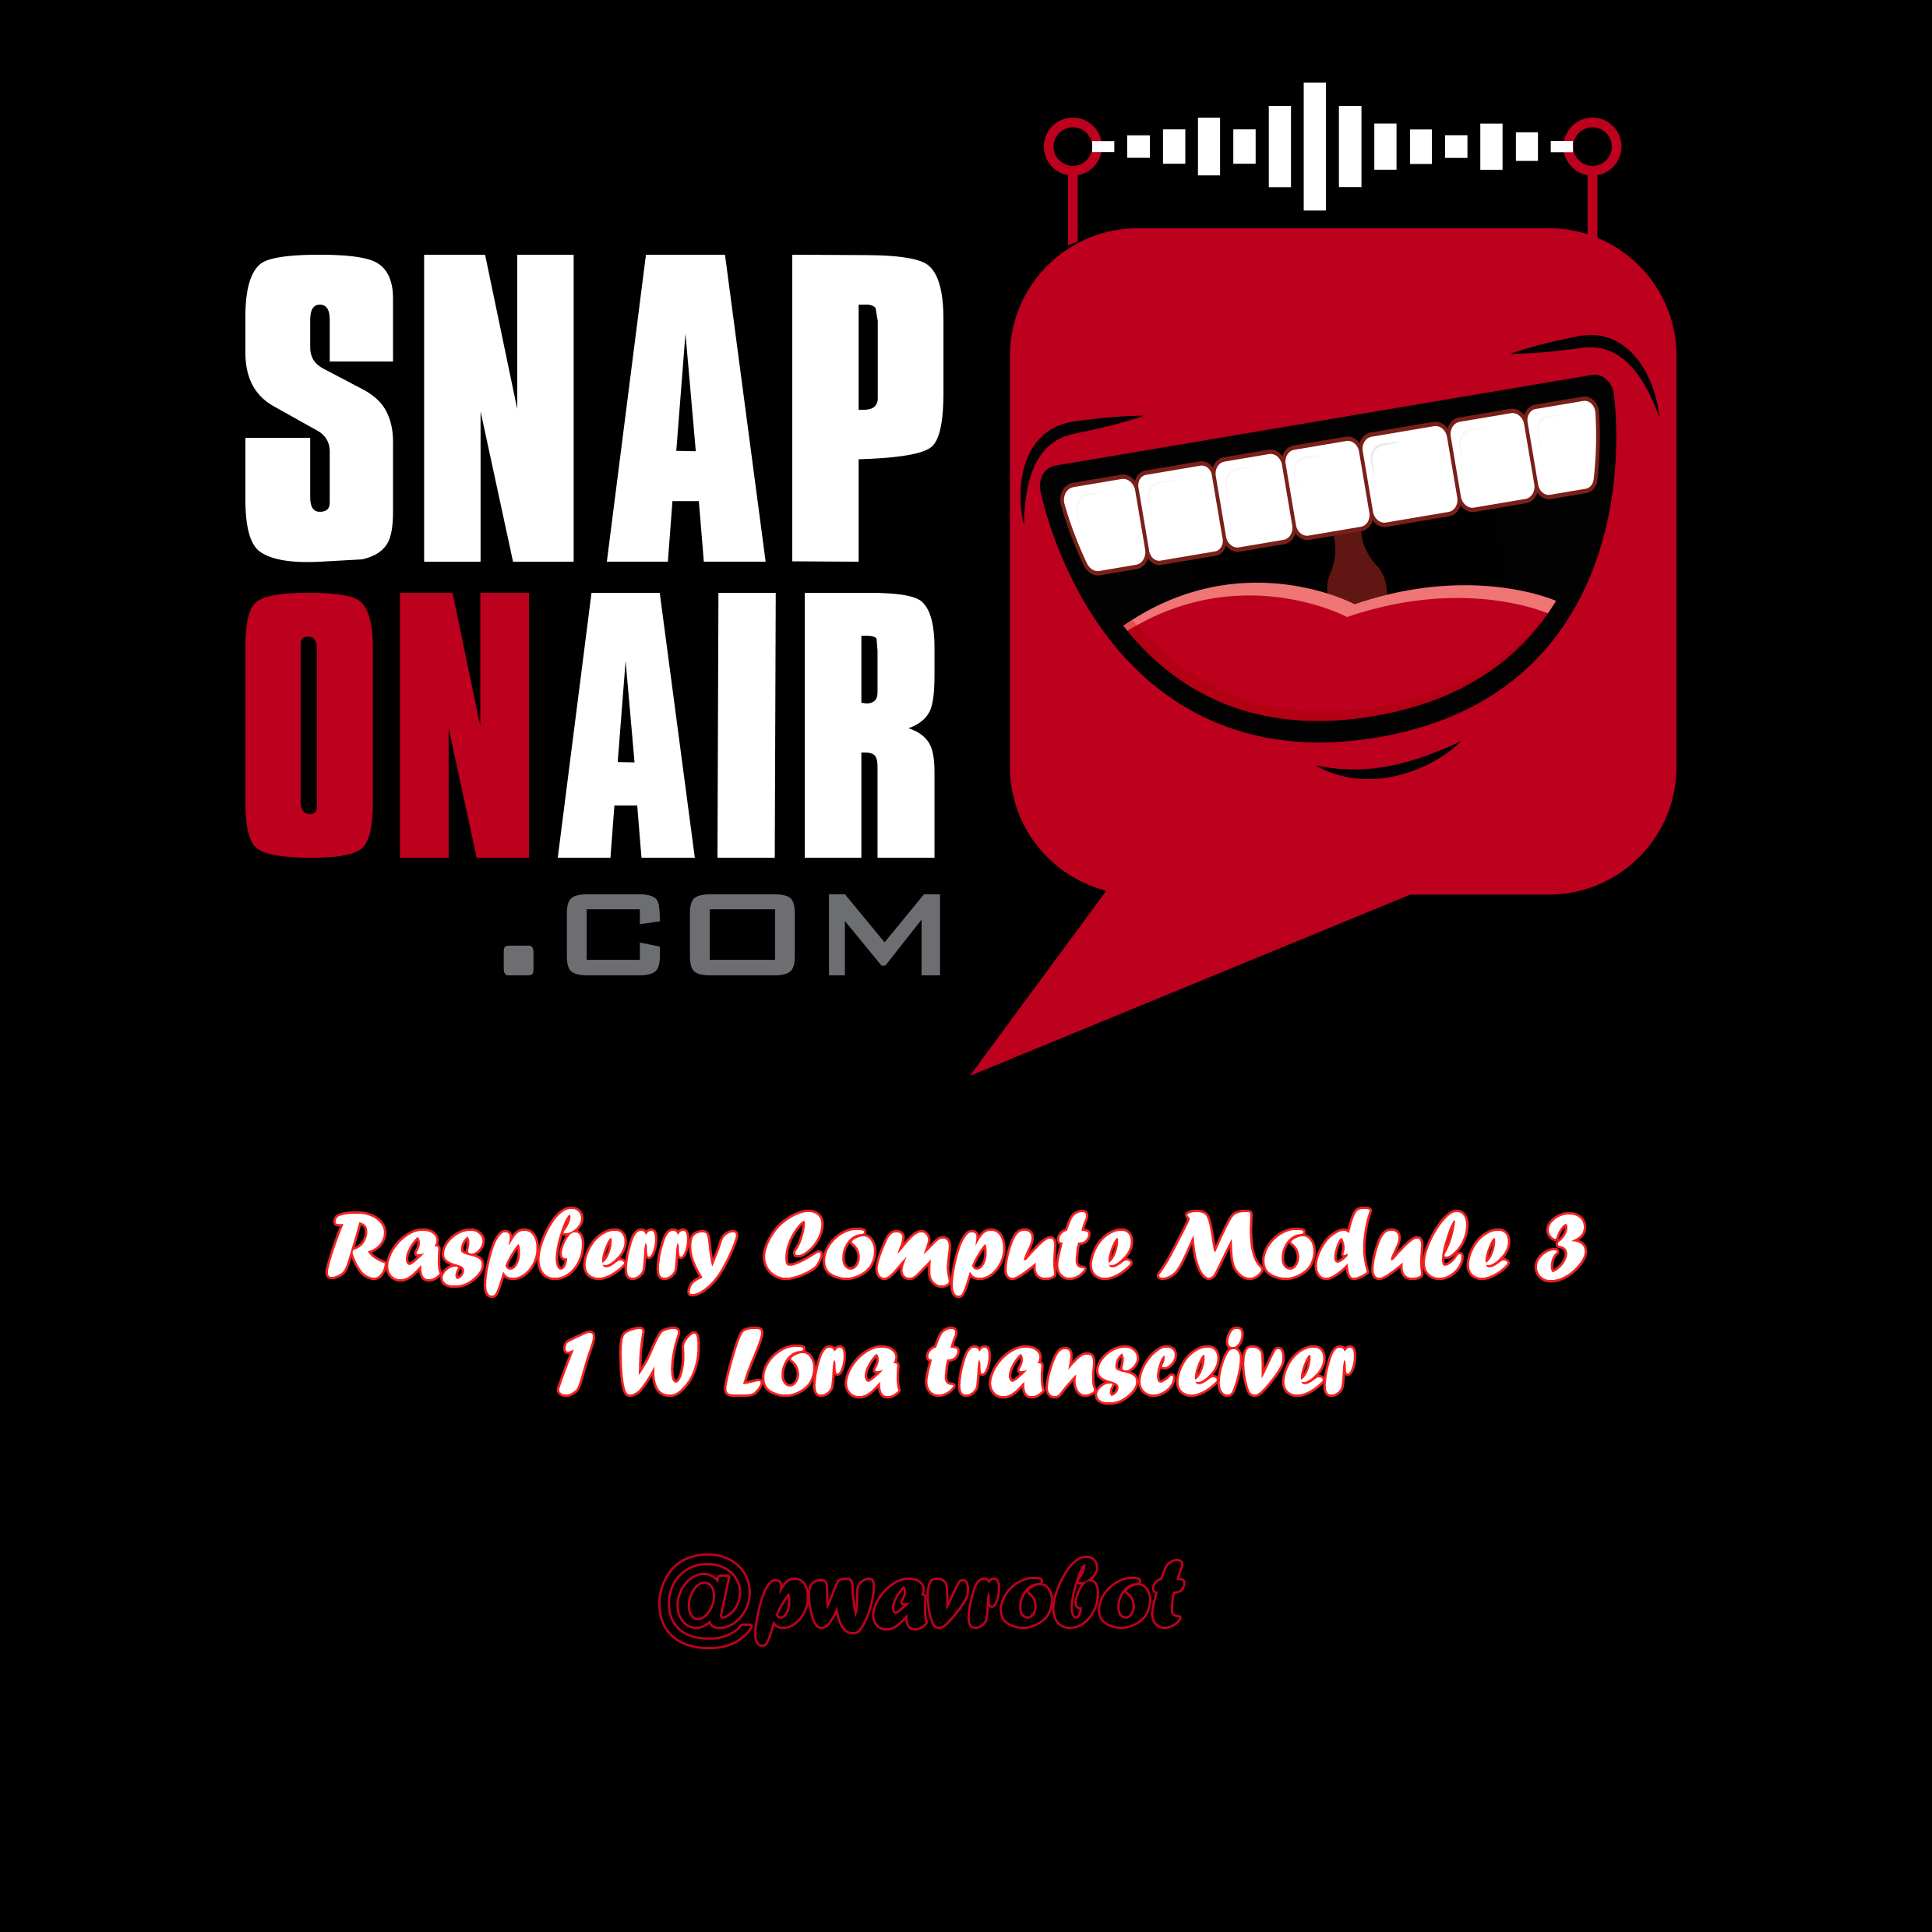 SNAP
ONAIR
.COM
Raspberry Compute Module 3
1 W Lora transceiver
@pwavrobot